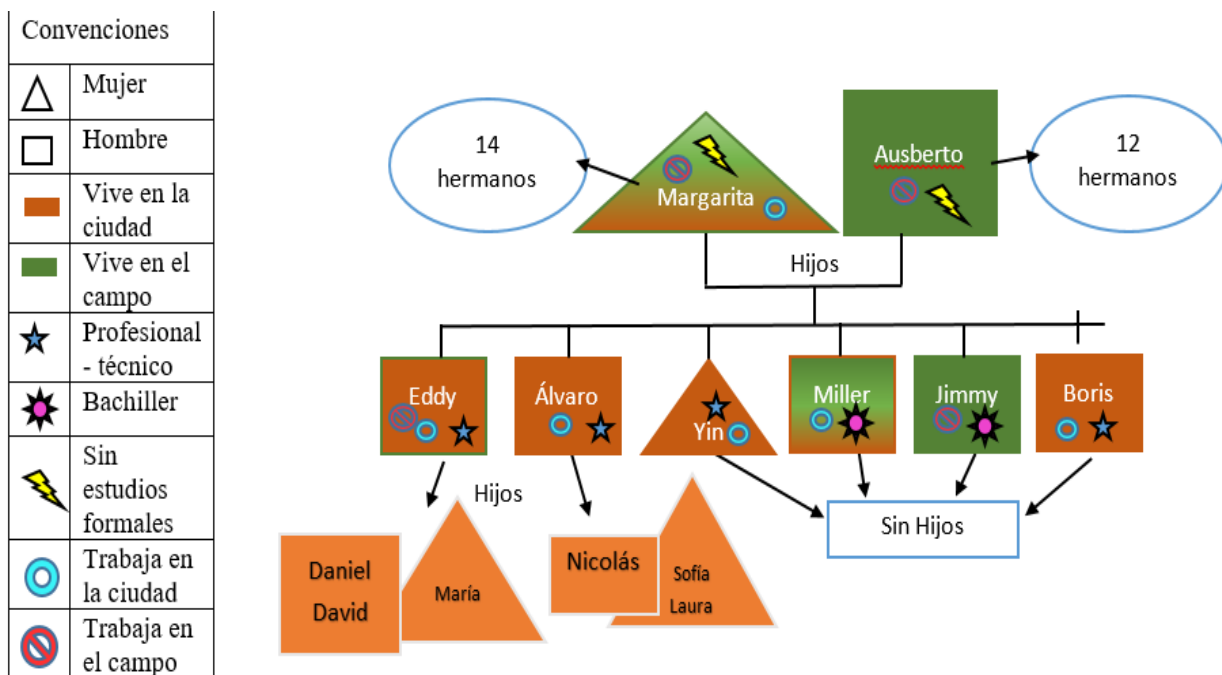 Convenciones
Mujer
Hombre
Vive en la
ciudad
Vive en el
campo
Profesional
- técnico
Bachiller
Sin
estudios
formales
Trabaja en
la ciudad
Trabaja en
el campo
14
hermanos
Margarita
Ausberto
12
hermanos
Hijos
Eddy
Álvaro
Yin
Miller
Jimmy
Boris
Hijos
Sin Hijos
Daniel
David
María
Nicolás
Sofía
Laura